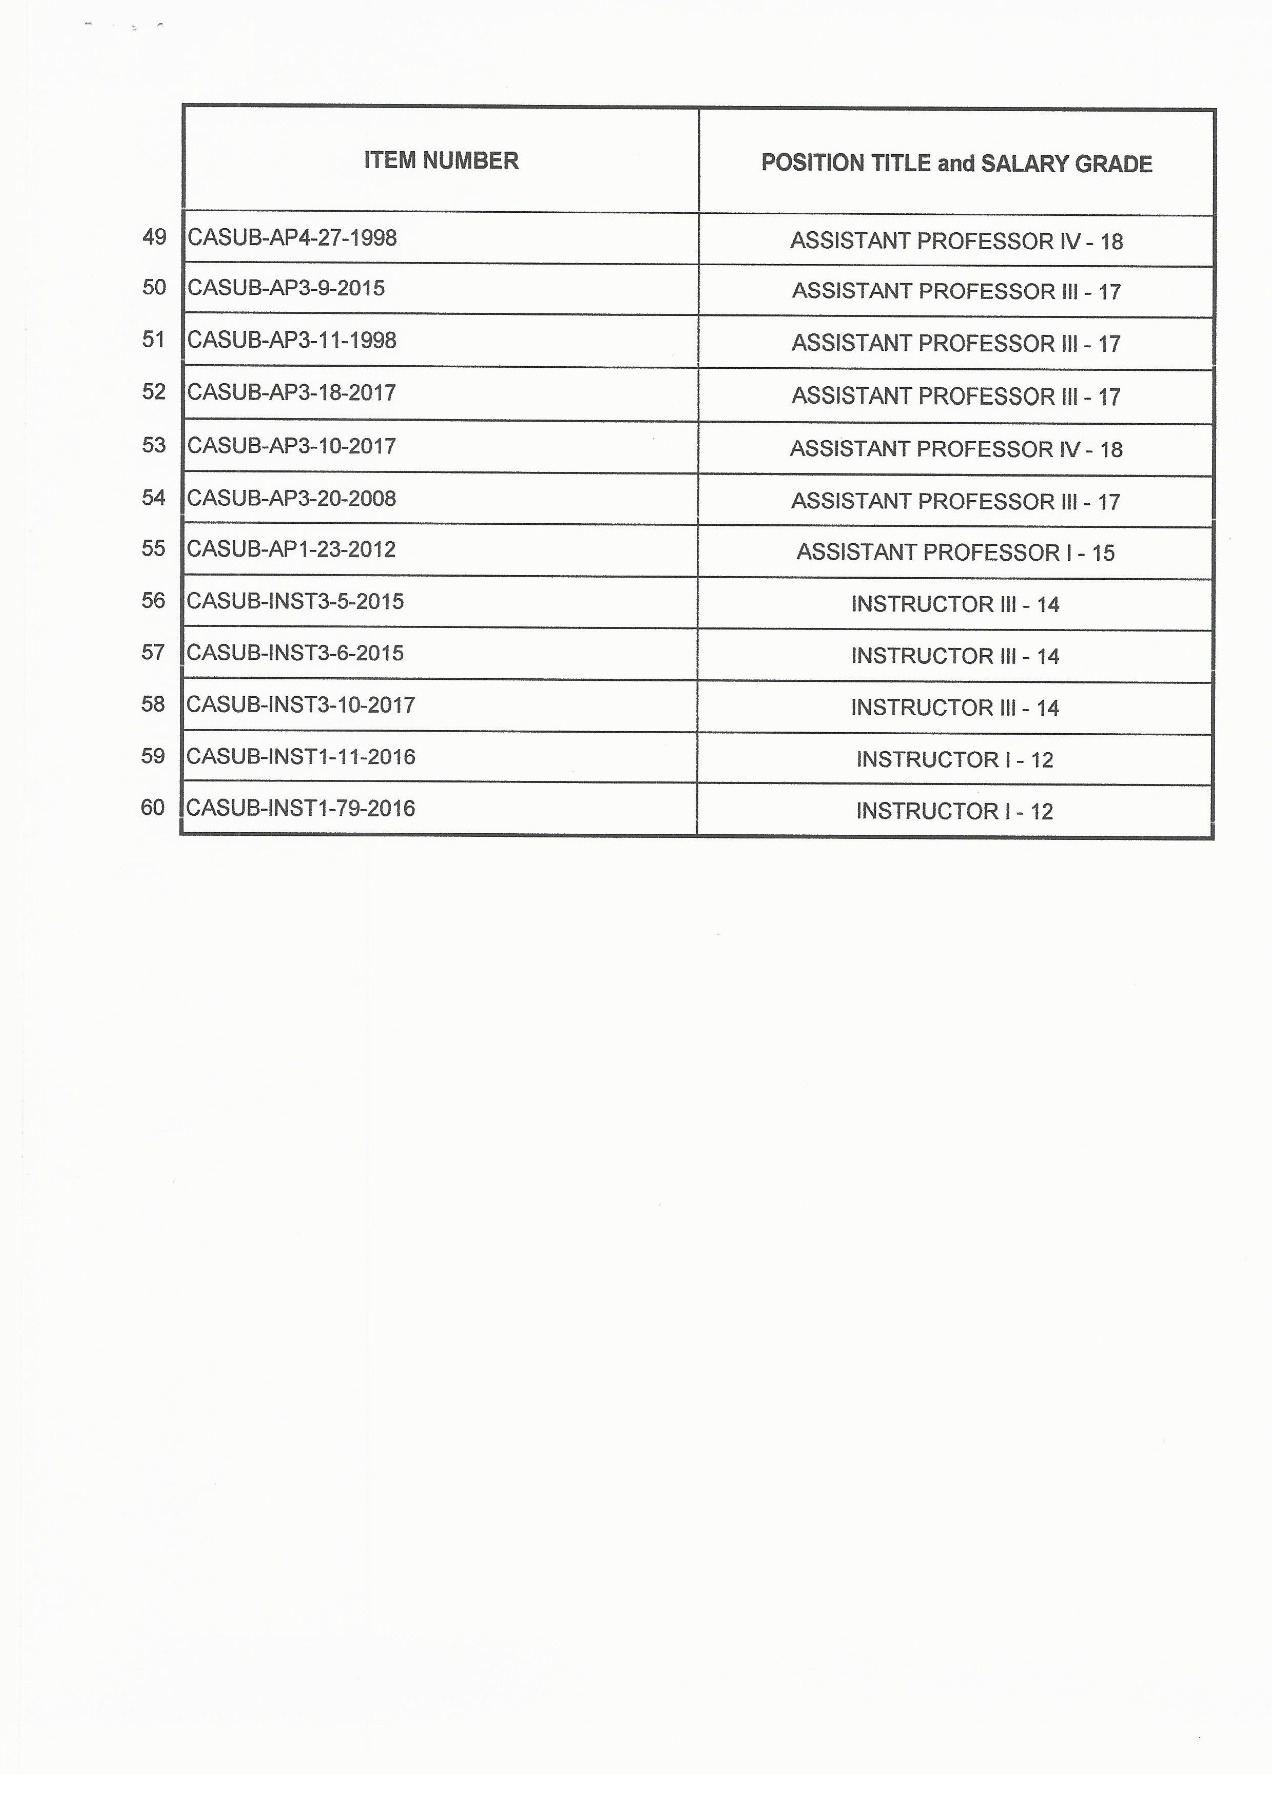 ITEM NUMBER POSITION TITLE and SALARY GRADE
49 CASUB-AP4-27-1998 ASSISTANT PROFESSOR IV - 18
50 CASUB-AP3-9-2015 ASSISTANT PROFESSOR III - 17
51 CASUB-AP3-11-1998 ASSISTANT PROFESSOR III - 17
52 CASUB-AP3-18-2017 ASSISTANT PROFESSOR III - 17
53 CASUB-AP3-10-2017 ASSISTANT PROFESSOR IV - 18
54 CASUB-AP3-20-2008 ASSISTANT PROFESSOR III - 17
55 CASUB-AP1-23-2012 ASSISTANT PROFESSOR I - 15
56 CASUB-INST3-5-2015 INSTRUCTOR III - 14
57 CASUB-INST3-6-2015 INSTRUCTOR III - 14
58 CASUB-INST3-10-2017 INSTRUCTOR III - 14
59 CASUB-INST1-11-2016 INSTRUCTOR I - 12
60 CASUB-INST1-79-2016 INSTRUCTOR I - 12